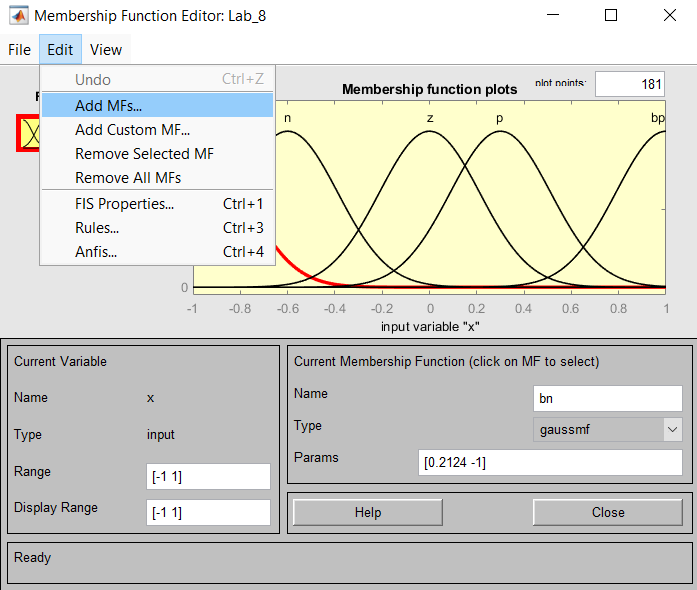 Membership Function Editor: Lab_8
File Edit View
Undo Ctrl+Z
Add MFs...
Add Custom MF...
Remove Selected MF
Remove All MFs
FIS Properties... Ctrl+1
Rules... Ctrl+3
Anfis... Ctrl+4
Membership function plots
plot points: 181
n z p bp
0
-1 -0.8 -0.6 -0.4 -0.2 0 0.2 0.4 0.6 0.8 1
input variable "x"
Current Variable
Name x
Type input
Range [-1 1]
Display Range [-1 1]
Current Membership Function (click on MF to select)
Name bn
Type gaussmf
Params [0.2124 -1]
Help Close
Ready